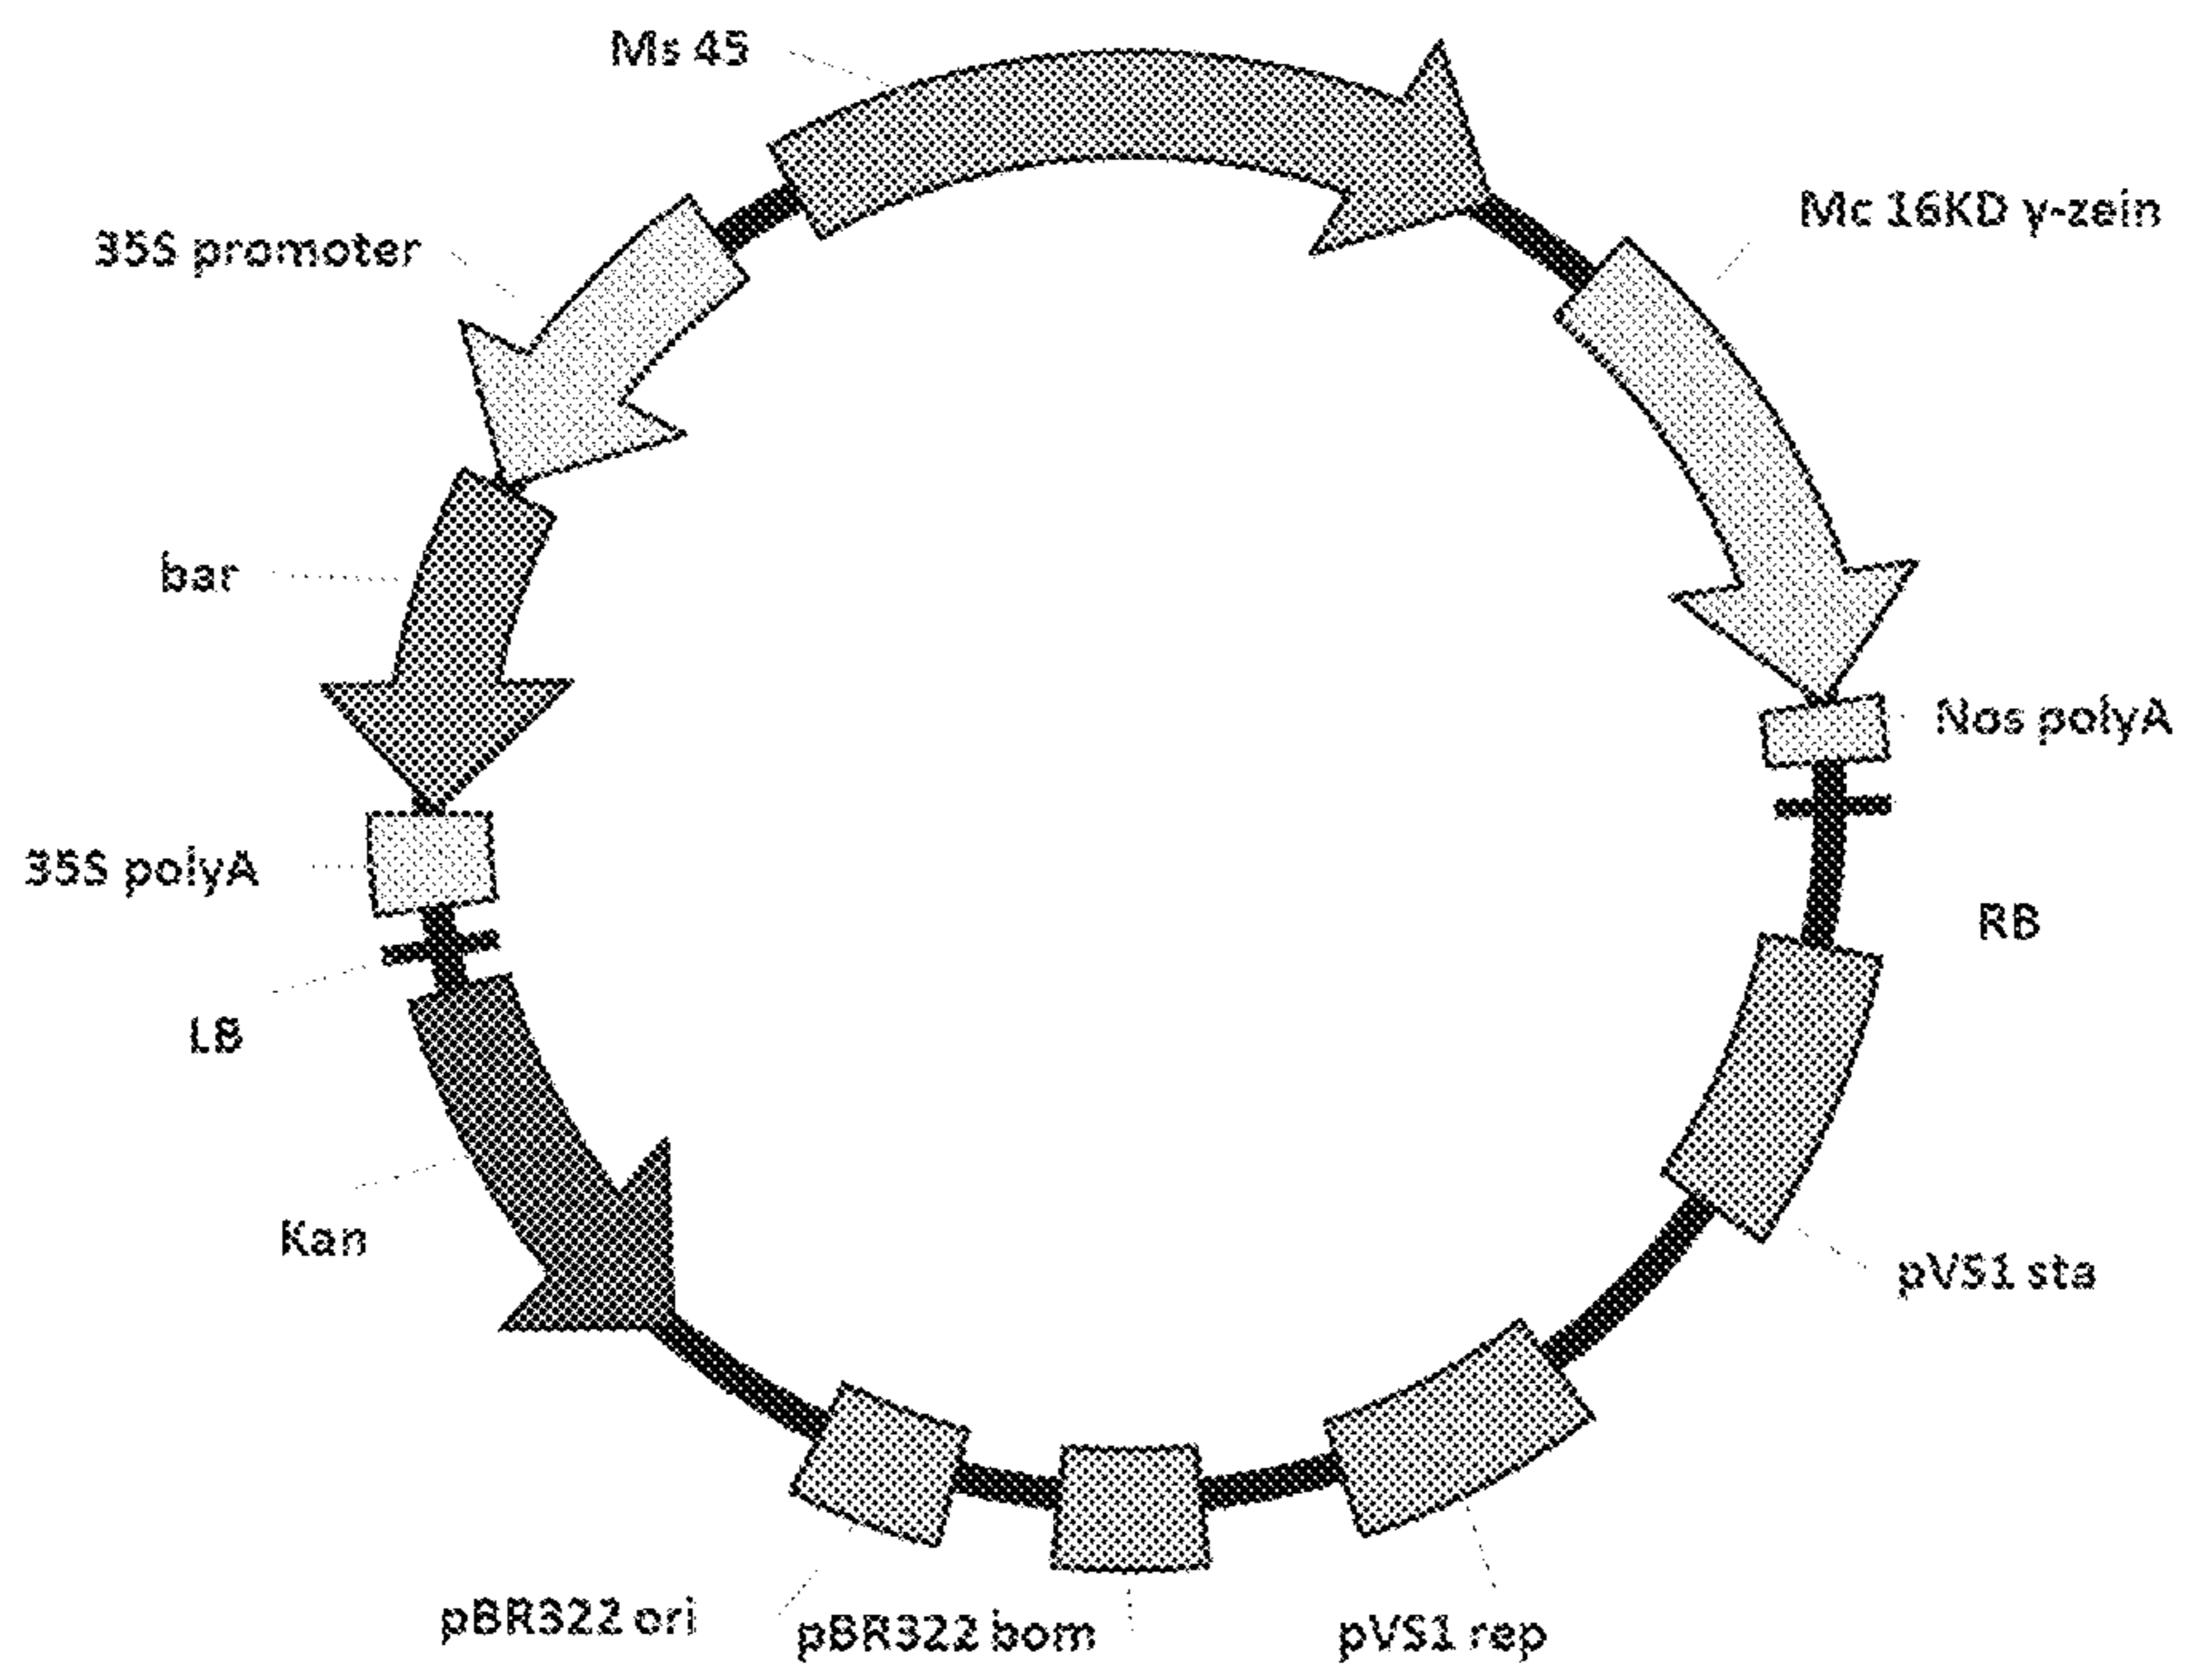 Ms 45
Mc 16KD γ-zein
35S promoter
bar
Nos polyA
35S polyA
RB
LB
Kan
pVS1 sta
pBR322 ori
pBR322 bom
pVS1 rep